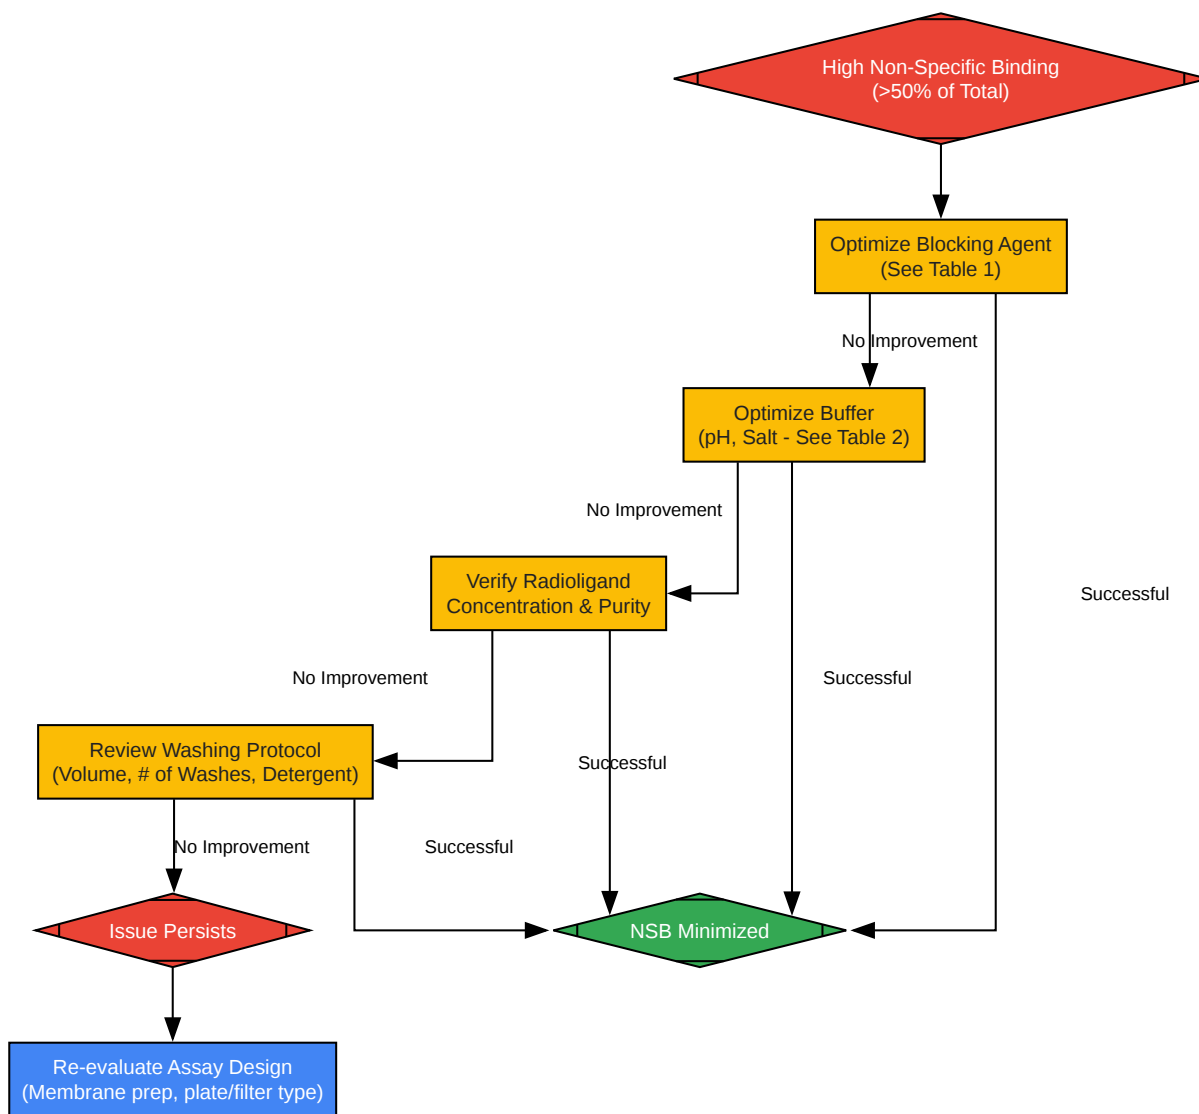 High Non-Specific Binding
(>50% of Total)
Optimize Blocking Agent
(See Table 1)
No Improvement
Optimize Buffer
(pH, Salt - See Table 2)
No Improvement
Verify Radioligand
Concentration & Purity
Successful
No Improvement
Successful
Review Washing Protocol
(Volume, # of Washes, Detergent)
Successful
No Improvement
Successful
Issue Persists
NSB Minimized
Re-evaluate Assay Design
(Membrane prep, plate/filter type)